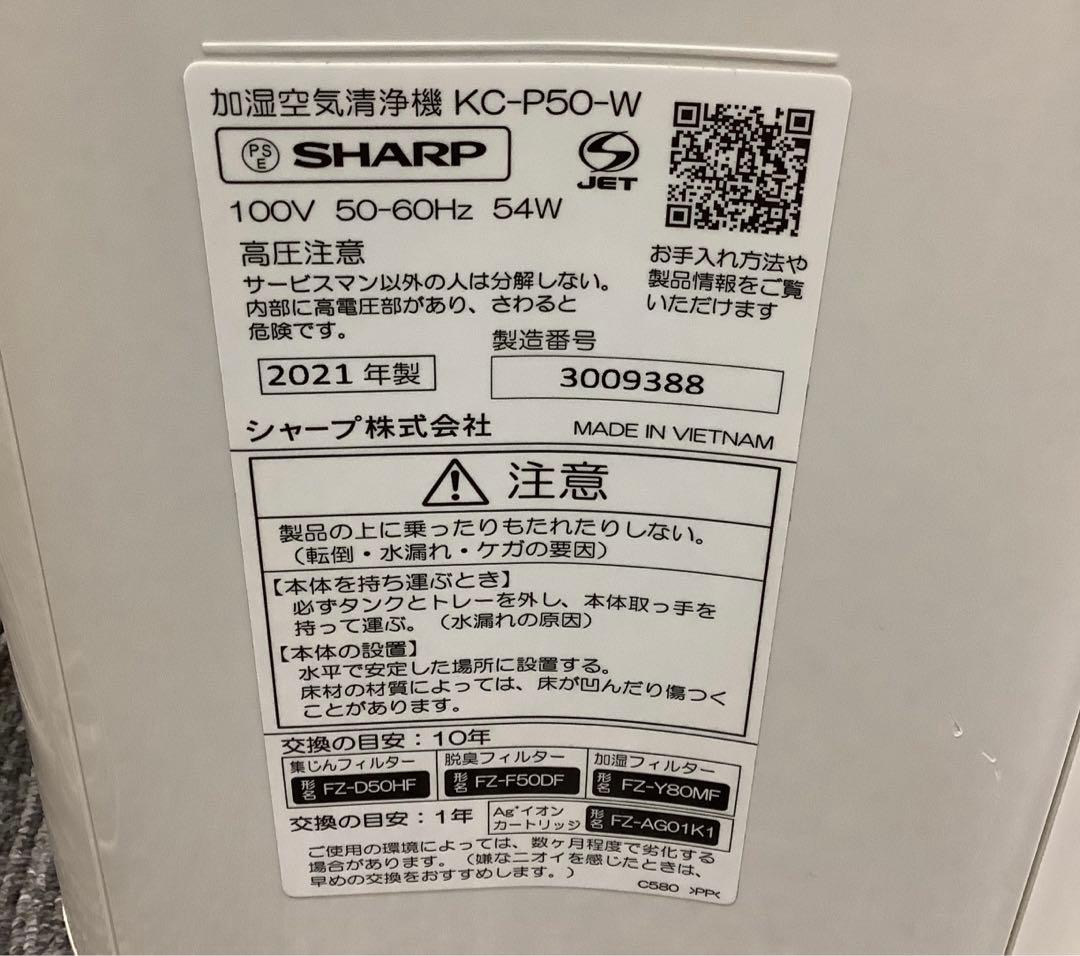 加湿空気清浄機 KC-P50-W
PSE SHARP
JET
100V 50-60Hz 54W
高圧注意
サービスマン以外の人は分解しない。
内部に高電圧部があり、さわると
危険です。
お手入れ方法や
製品情報をご覧
いただけます
製造番号
2021 年製
3009388
シャープ株式会社
MADE IN VIETNAM
注意
製品の上に乗ったりもたれたりしない。
（転倒・水漏れ・ケガの要因）
【本体を持ち運ぶとき】
必ずタンクとトレーを外し、本体取っ手を
持って運ぶ。（水漏れの原因）
【本体の設置】
水平で安定した場所に設置する。
床材の材質によっては、床が凹んだり傷つく
ことがあります。
交換の目安：10年
集じんフィルター
形名 FZ-D50HF
脱臭フィルター
形名 FZ-F50DF
加湿フィルター
形名 FZ-Y80MF
交換の目安：1年
Ag⁺イオン
カートリッジ
形名 FZ-AG01K1
ご使用の環境によっては、数ヶ月程度で劣化する
場合があります。（嫌なニオイを感じたときは、
早めの交換をおすすめします。）
C580 >PP<